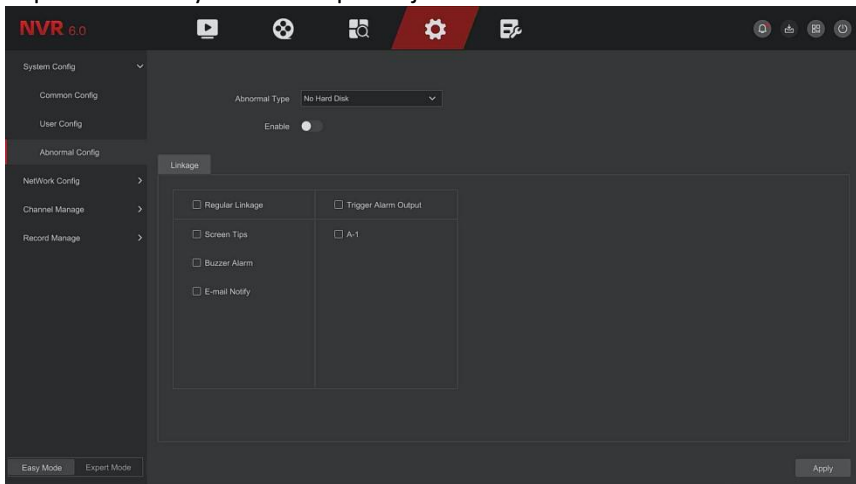 NVR 6.0
System Config
Common Config
User Config
Abnormal Config
NetWork Config
Channel Manage
Record Manage
Easy Mode Expert Mode
Abnormal Type No Hard Disk
Enable
Linkage
Regular Linkage Trigger Alarm Output
Screen Tips A-1
Buzzer Alarm
E-mail Notify
Apply